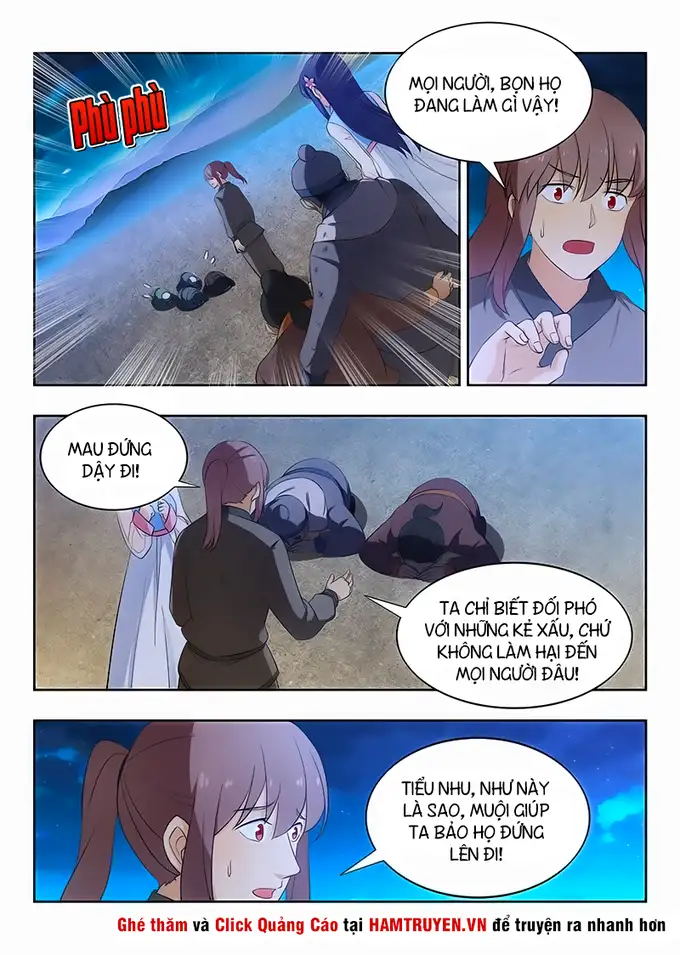 Phù phù
MỌI NGƯỜI, BỌN HỌ
ĐANG LÀM GÌ VẬY!
MAU ĐỨNG
DẬY ĐI!
TA CHỈ BIẾT ĐỐI PHÓ
VỚI NHỮNG KẺ XẤU, CHỨ
KHÔNG LÀM HẠI ĐẾN
MỌI NGƯỜI ĐÂU!
TIỂU NHU, NHƯ NÀY
LÀ SAO, MUỘI GIÚP
TA BẢO HỌ ĐỨNG
LÊN ĐI!
Ghé thăm và Click Quảng Cáo tại HAMTRUYEN.VN để truyện ra nhanh hơn